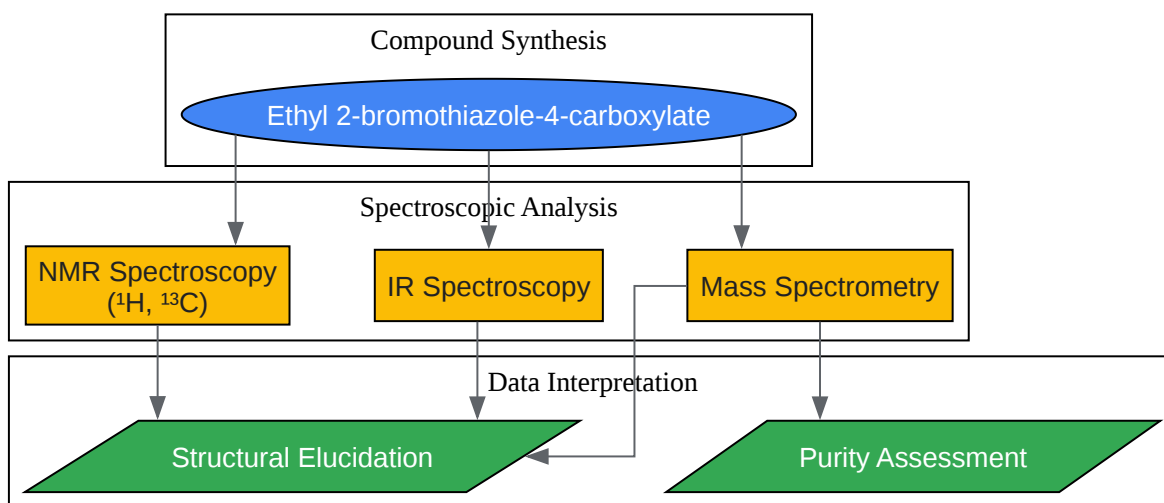 Compound Synthesis
Ethyl 2-bromothiazole-4-carboxylate
Spectroscopic Analysis
NMR Spectroscopy
(¹H, ¹³C)
IR Spectroscopy
Mass Spectrometry
Data Interpretation
Structural Elucidation
Purity Assessment